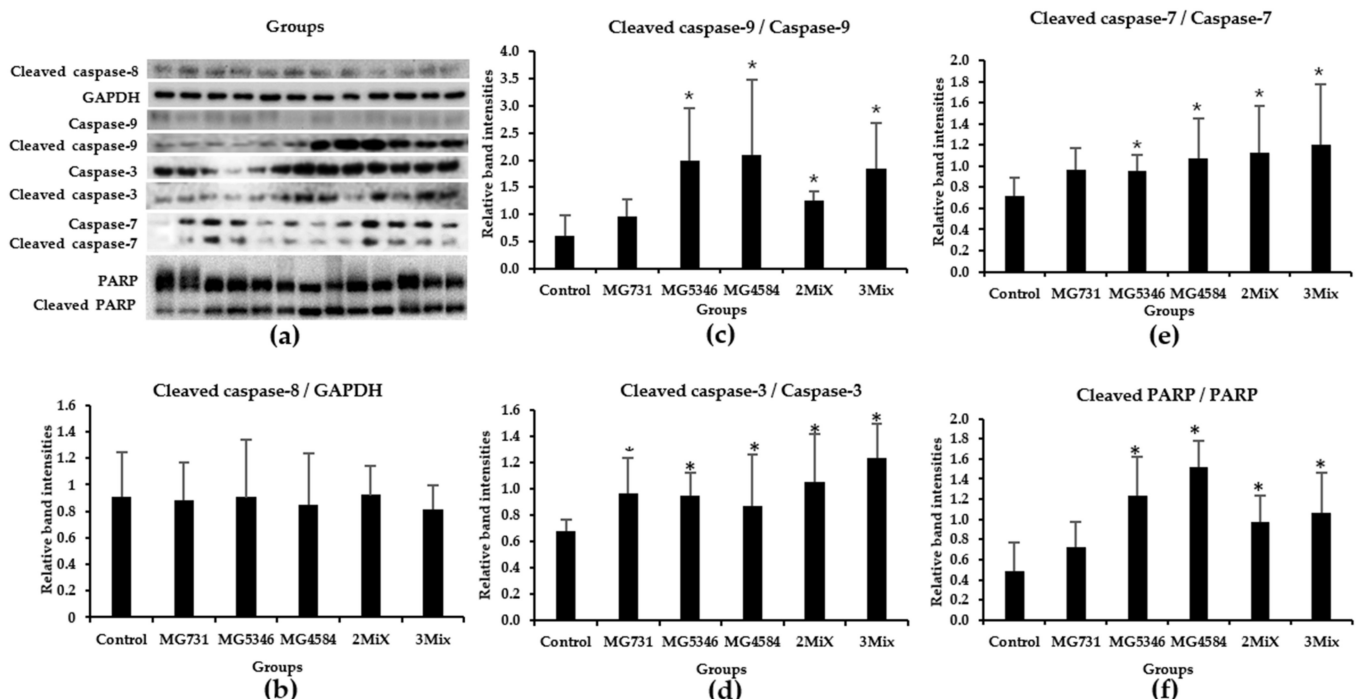 Groups
Cleaved caspase-8
GAPDH
Caspase-9
Cleaved caspase-9
Caspase-3
Cleaved caspase-3
Caspase-7
Cleaved caspase-7
PARP
Cleaved PARP
(a)
Cleaved caspase-8 / GAPDH
Relative band intensities
1.6
1.4
1.2
1
0.8
0.6
0.4
0.2
0
Control MG731 MG5346 MG4584 2MiX 3Mix
Groups
(b)
Cleaved caspase-9 / Caspase-9
Relative band intensities
4.0
3.5
3.0
2.5
2.0
1.5
1.0
0.5
0.0
* * * *
Control MG731 MG5346 MG4584 2MiX 3Mix
Groups
(c)
Cleaved caspase-3 / Caspase-3
Relative band intensities
1.6
1.4
1.2
1.0
0.8
0.6
0.4
0.2
0.0
* * * * *
Control MG731 MG5346 MG4584 2MiX 3Mix
Groups
(d)
Cleaved caspase-7 / Caspase-7
Relative band intensities
2.0
1.8
1.6
1.4
1.2
1.0
0.8
0.6
0.4
0.2
0.0
* * * *
Control MG731 MG5346 MG4584 2MiX 3Mix
Groups
(e)
Cleaved PARP / PARP
Relative band intensities
2.0
1.8
1.6
1.4
1.2
1.0
0.8
0.6
0.4
0.2
0.0
* * * *
Control MG731 MG5346 MG4584 2MiX 3Mix
Groups
(f)